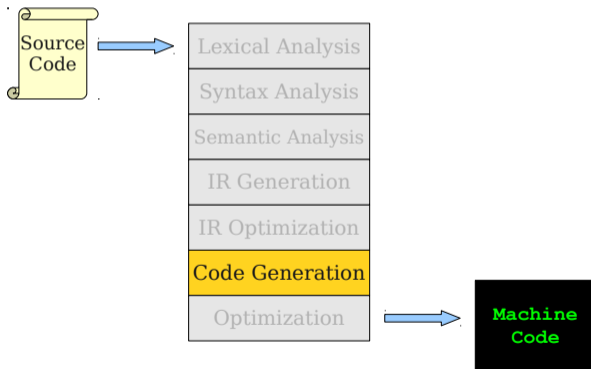 Source
Code
Lexical Analysis
Syntax Analysis
Semantic Analysis
IR Generation
IR Optimization
Code Generation
Optimization
Machine
Code